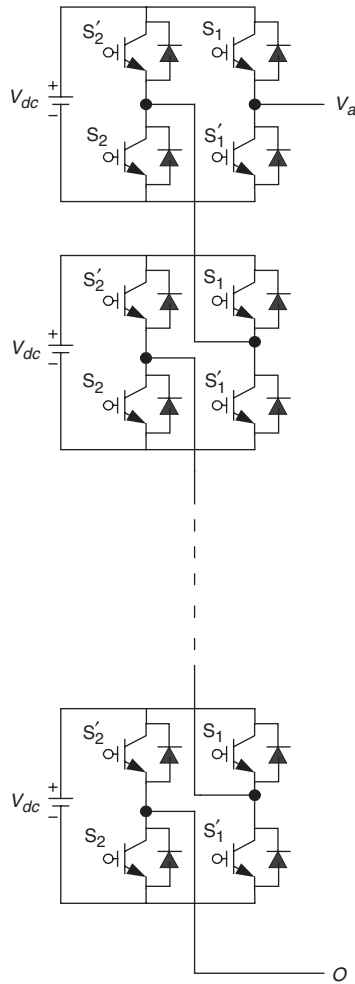 S′2 S1
+
Vdc
−
Va
S2 S′1
S′2 S1
+
Vdc
−
S2 S′1
S′2 S1
+
Vdc
−
S2 S′1
O